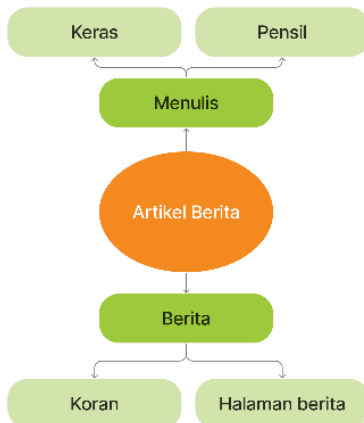 Keras
Pensil
Menulis
Artikel Berita
Berita
Koran
Halaman berita